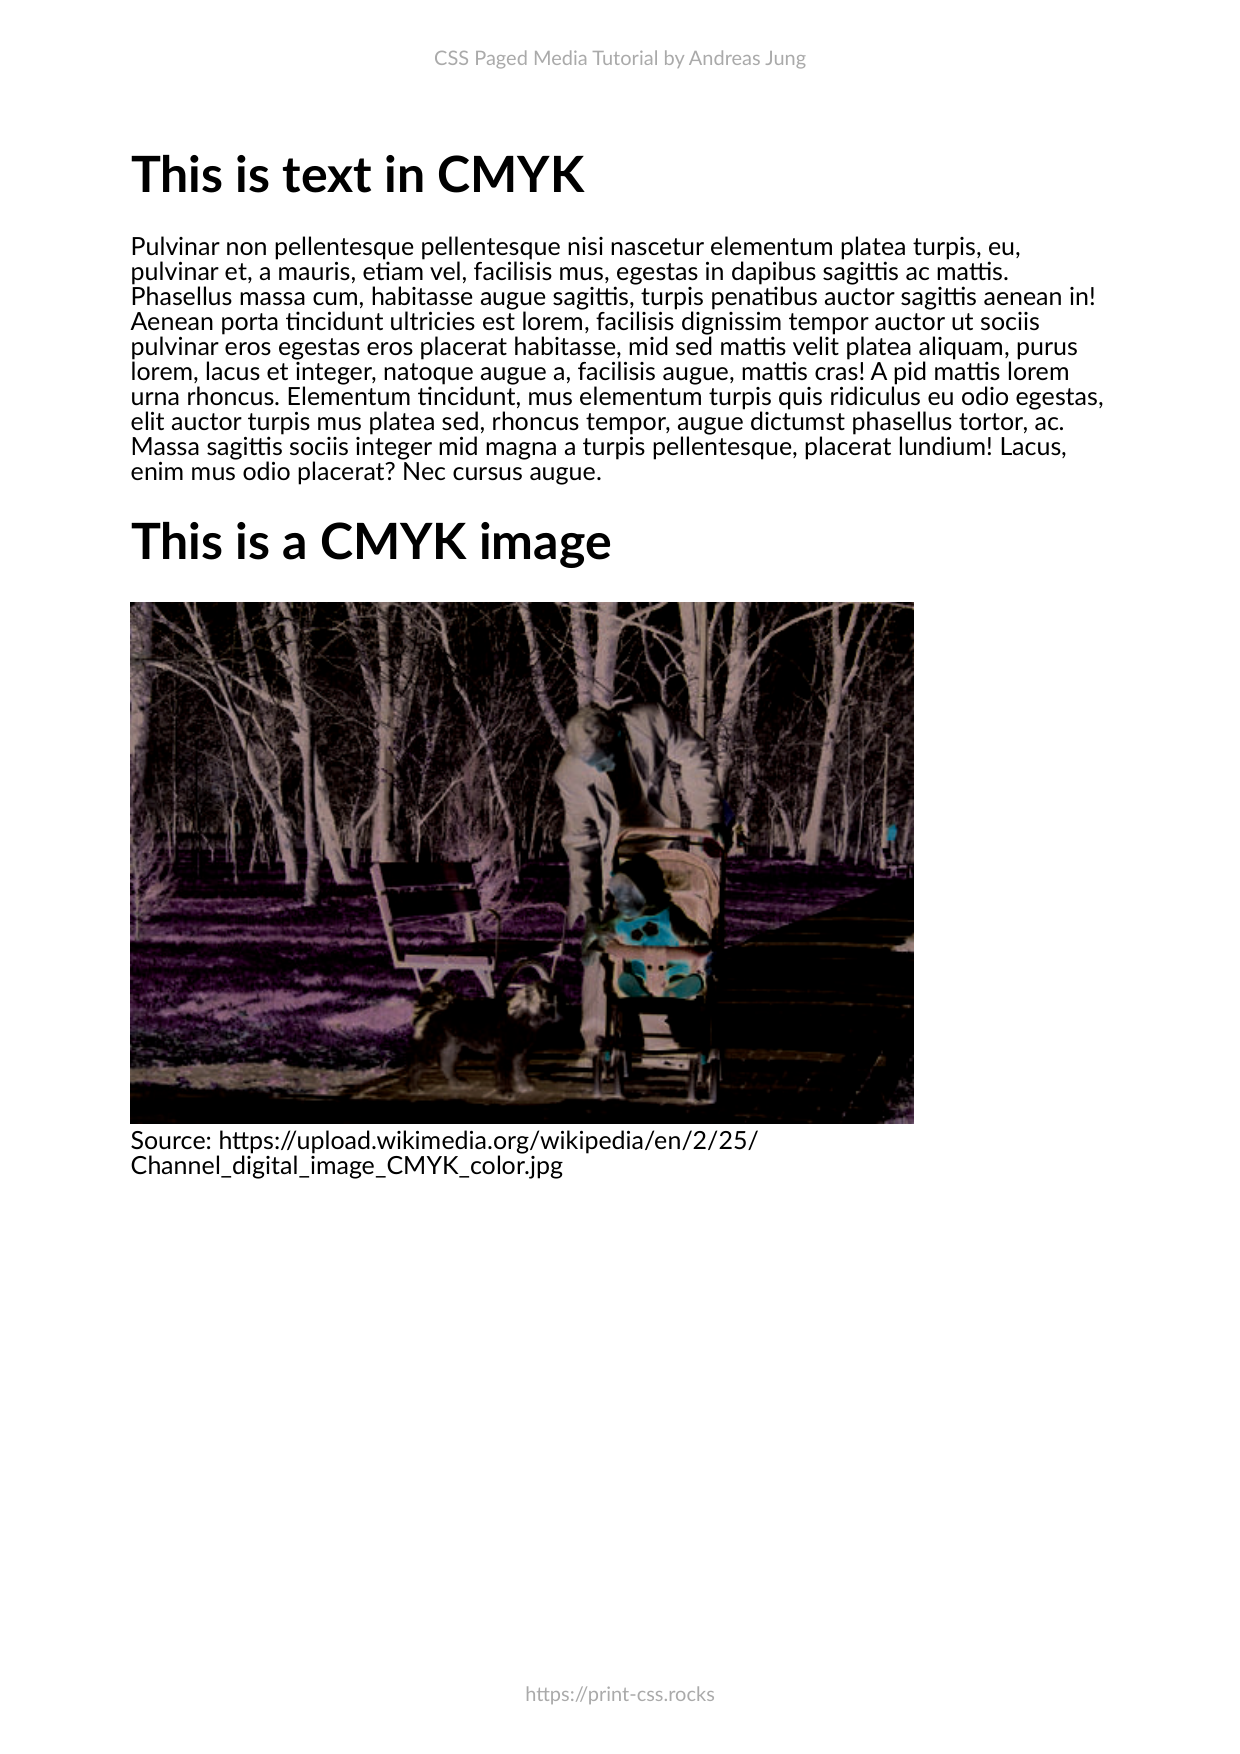 CSS Paged Media Tutorial by Andreas Jung
This is text in CMYK
Pulvinar non pellentesque pellentesque nisi nascetur elementum platea turpis, eu,
pulvinar et, a mauris, etiam vel, facilisis mus, egestas in dapibus sagittis ac mattis.
Phasellus massa cum, habitasse augue sagittis, turpis penatibus auctor sagittis aenean in!
Aenean porta tincidunt ultricies est lorem, facilisis dignissim tempor auctor ut sociis
pulvinar eros egestas eros placerat habitasse, mid sed mattis velit platea aliquam, purus
lorem, lacus et integer, natoque augue a, facilisis augue, mattis cras! A pid mattis lorem
urna rhoncus. Elementum tincidunt, mus elementum turpis quis ridiculus eu odio egestas,
elit auctor turpis mus platea sed, rhoncus tempor, augue dictumst phasellus tortor, ac.
Massa sagittis sociis integer mid magna a turpis pellentesque, placerat lundium! Lacus,
enim mus odio placerat? Nec cursus augue.
This is a CMYK image
Source: https://upload.wikimedia.org/wikipedia/en/2/25/
Channel_digital_image_CMYK_color.jpg
https://print-css.rocks